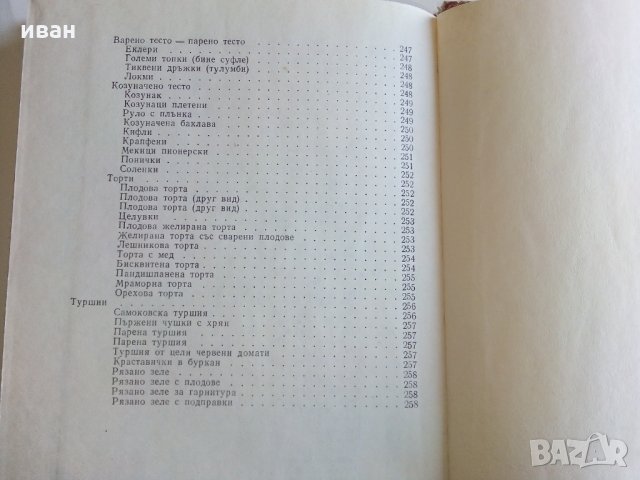 иван
Варено тесто — парено тесто 247
Еклери 247
Големи топки (бине суфле) 248
Тиквени дръжки (тулумби) 248
Локми 248
Козуначено тесто 248
Козунак 249
Козунаци плетени 249
Руло с плънка 249
Козуначена баклава 250
Кифли 250
Крапфени 250
Мекици пионерски 251
Понички 251
Соленки 252
Торти 252
Плодова торта 252
Плодова торта (друг вид) 252
Плодова торта (друг вид) 252
Целувки 253
Плодова желирана торта 253
Желирана торта със сварени плодове 253
Лешникова торта 253
Торта с мед 254
Бисквитена торта 254
Пандишпанена торта 255
Мраморна торта 255
Орехова торта 255
Туршии 256
Самоковска туршия 256
Пържени чушки с хрян 257
Парена туршия 257
Парена туршия 257
Туршия от цели червени домати 257
Краставички в буркан 257
Рязано зеле 258
Рязано зеле с плодове 258
Рязано зеле за гарнитура 258
Рязано зеле с подправки 258
BAZAR
bg